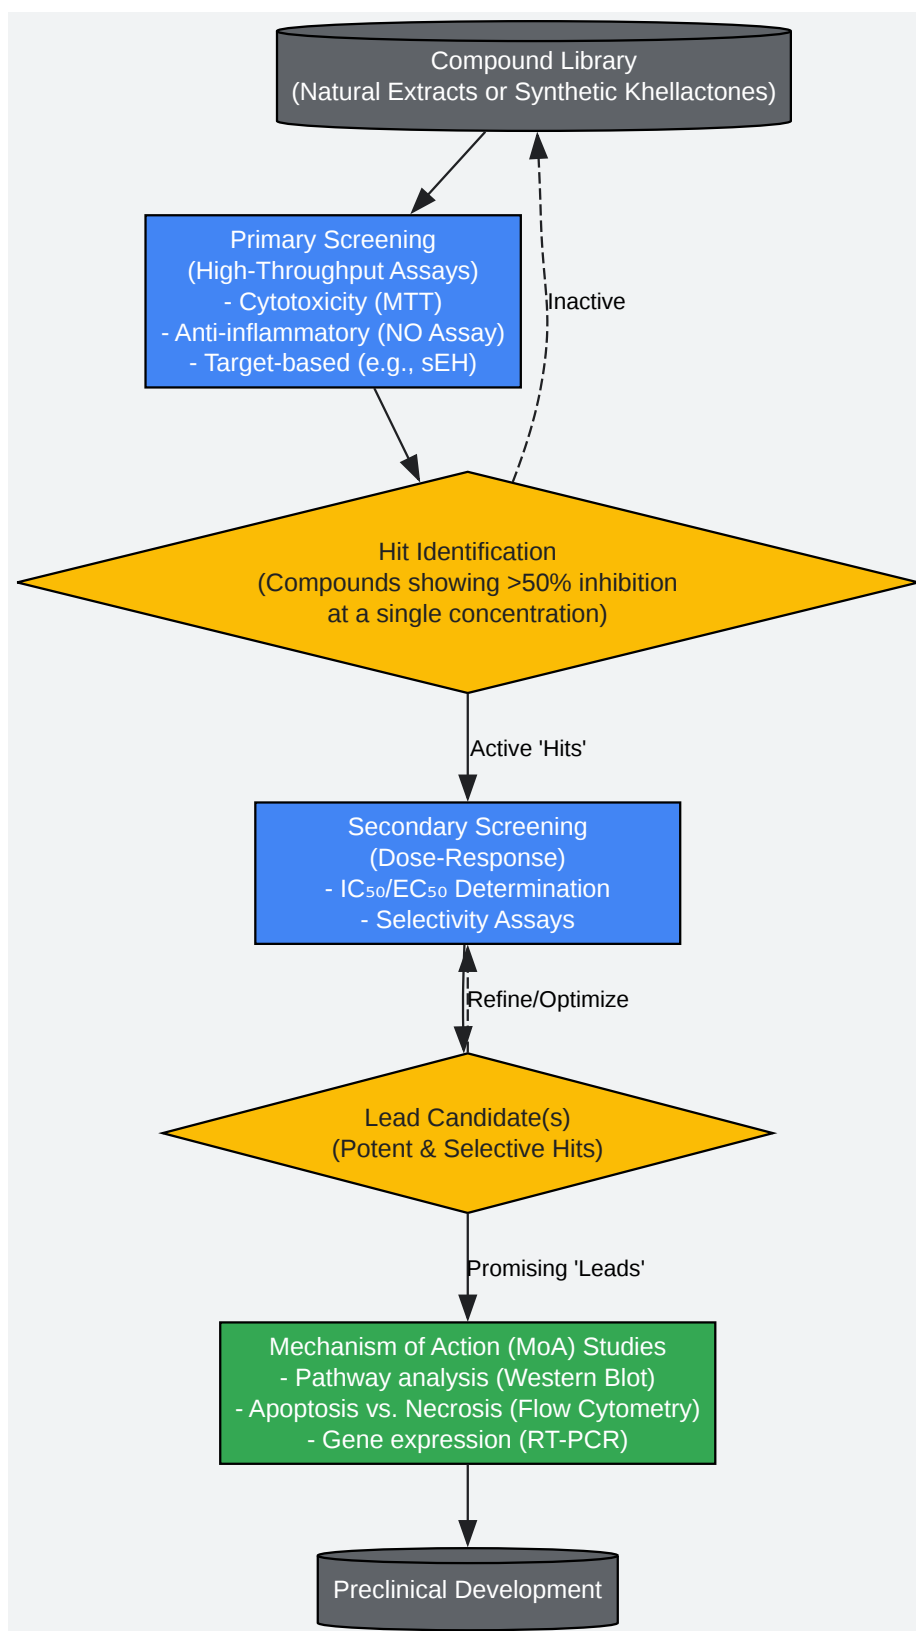 Compound Library
(Natural Extracts or Synthetic Khellactones)
Primary Screening
(High-Throughput Assays)
- Cytotoxicity (MTT)
- Anti-inflammatory (NO Assay)
- Target-based (e.g., sEH)
Inactive
Hit Identification
(Compounds showing >50% inhibition
at a single concentration)
Active 'Hits'
Secondary Screening
(Dose-Response)
- IC₅₀/EC₅₀ Determination
- Selectivity Assays
Refine/Optimize
Lead Candidate(s)
(Potent & Selective Hits)
Promising 'Leads'
Mechanism of Action (MoA) Studies
- Pathway analysis (Western Blot)
- Apoptosis vs. Necrosis (Flow Cytometry)
- Gene expression (RT-PCR)
Preclinical Development